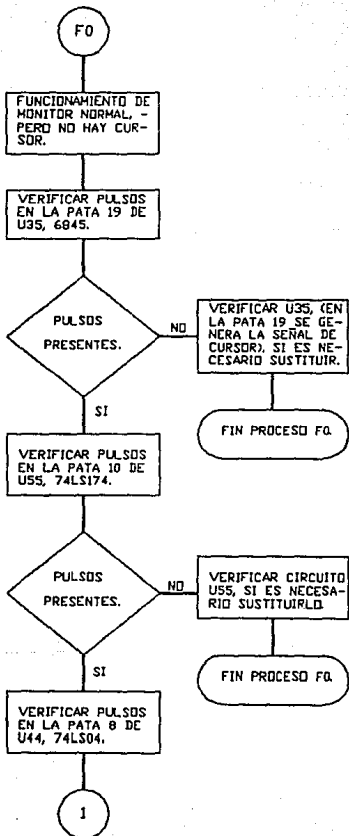 FO
FUNCIONAMIENTO DE
MONITOR NORMAL, -
PERO NO HAY CUR-
SOR.
VERIFICAR PULSOS
EN LA PATA 19 DE
U35, 6845.
PULSOS
PRESENTES.
NO
VERIFICAR U35, (EN
LA PATA 19 SE GE-
NERA LA SEÑAL DE
CURSOR). SI ES NE-
CESARIO SUSTITUIR.
FIN PROCESO FO.
SI
VERIFICAR PULSOS
EN LA PATA 10 DE
U55, 74LS174.
PULSOS
PRESENTES.
NO
VERIFICAR CIRCUITO
U55, SI ES NECESA-
RIO SUSTITUIRLO.
FIN PROCESO FO.
SI
VERIFICAR PULSOS
EN LA PATA 8 DE
U44, 74LS04.
1